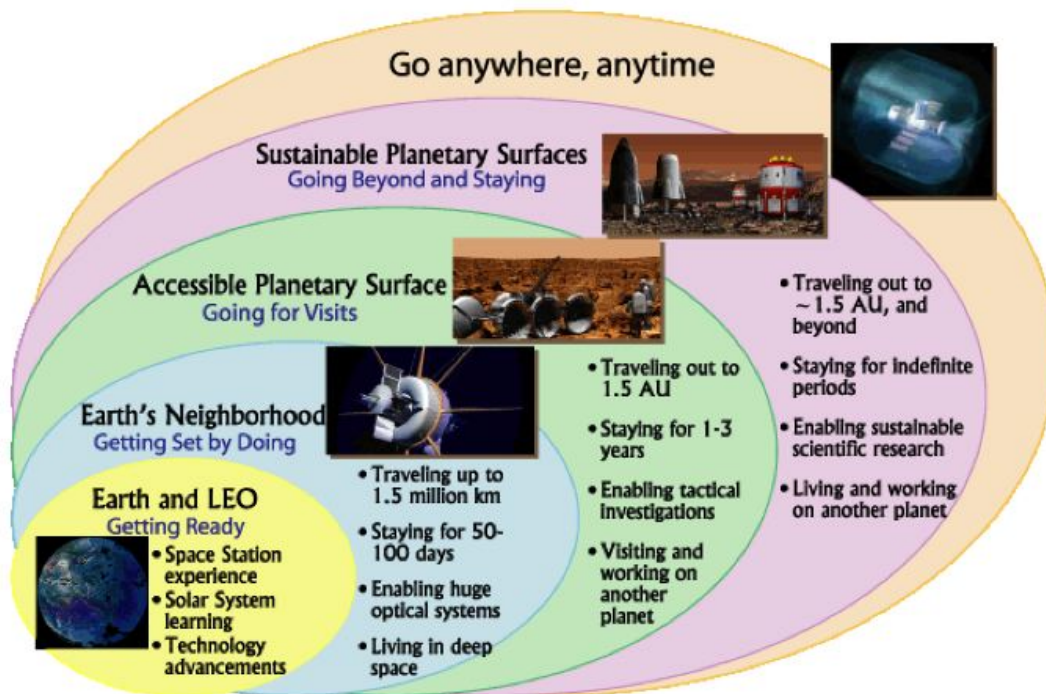 Go anywhere, anytime
Sustainable Planetary Surfaces
Going Beyond and Staying
Accessible Planetary Surface
Going for Visits
Earth's Neighborhood
Getting Set by Doing
Earth and LEO
Getting Ready
• Space Station
experience
• Solar System
learning
• Technology
advancements
• Traveling up to
1.5 million km
• Staying for 50-
100 days
• Enabling huge
optical systems
• Living in deep
space
• Traveling out to
1.5 AU
• Staying for 1-3
years
• Enabling tactical
investigations
• Visiting and
working on
another
planet
• Traveling out to
~1.5 AU, and
beyond
• Staying for indefinite
periods
• Enabling sustainable
scientific research
• Living and working
on another planet